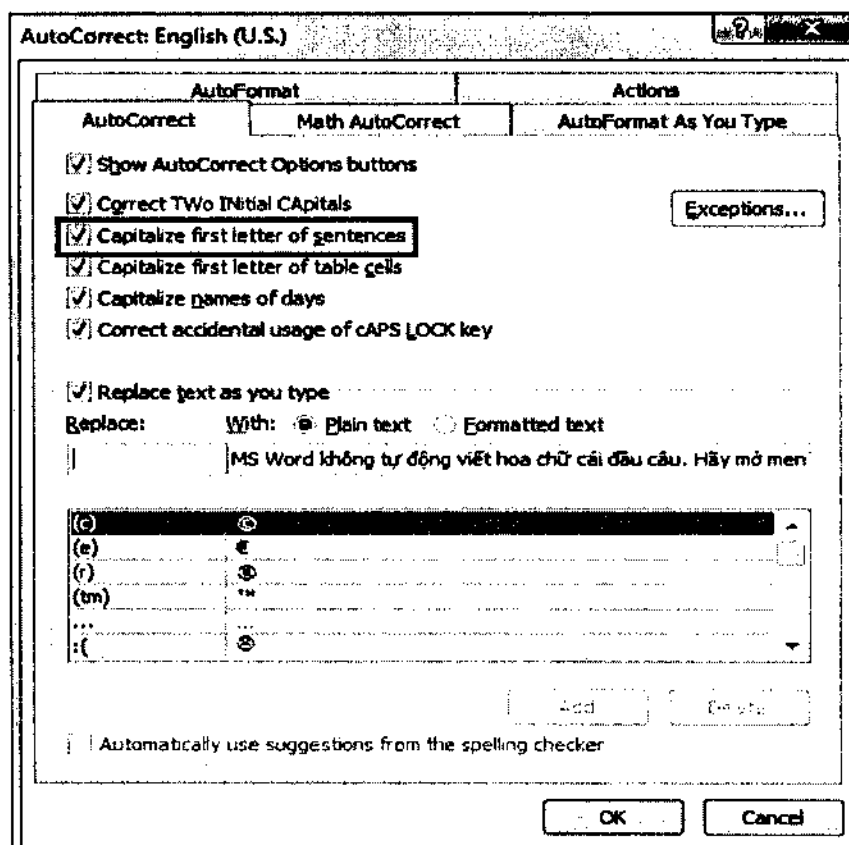 AutoCorrect: English (U.S.)
AutoFormat
Actions
AutoCorrect
Math AutoCorrect
AutoFormat As You Type
Show AutoCorrect Options buttons
Correct TWo INitial CApitals
Exceptions...
Capitalize first letter of sentences
Capitalize first letter of table cells
Capitalize names of days
Correct accidental usage of cAPS LOCK key
Replace text as you type
Replace: With: Plain text Formatted text
MS Word không tự động viết hoa chữ cái đầu câu. Hãy mở men
(c) ©
(e) €
(r) ®
(tm) ™
... ...
:( ☹
Add
Automatically use suggestions from the spelling checker
OK Cancel